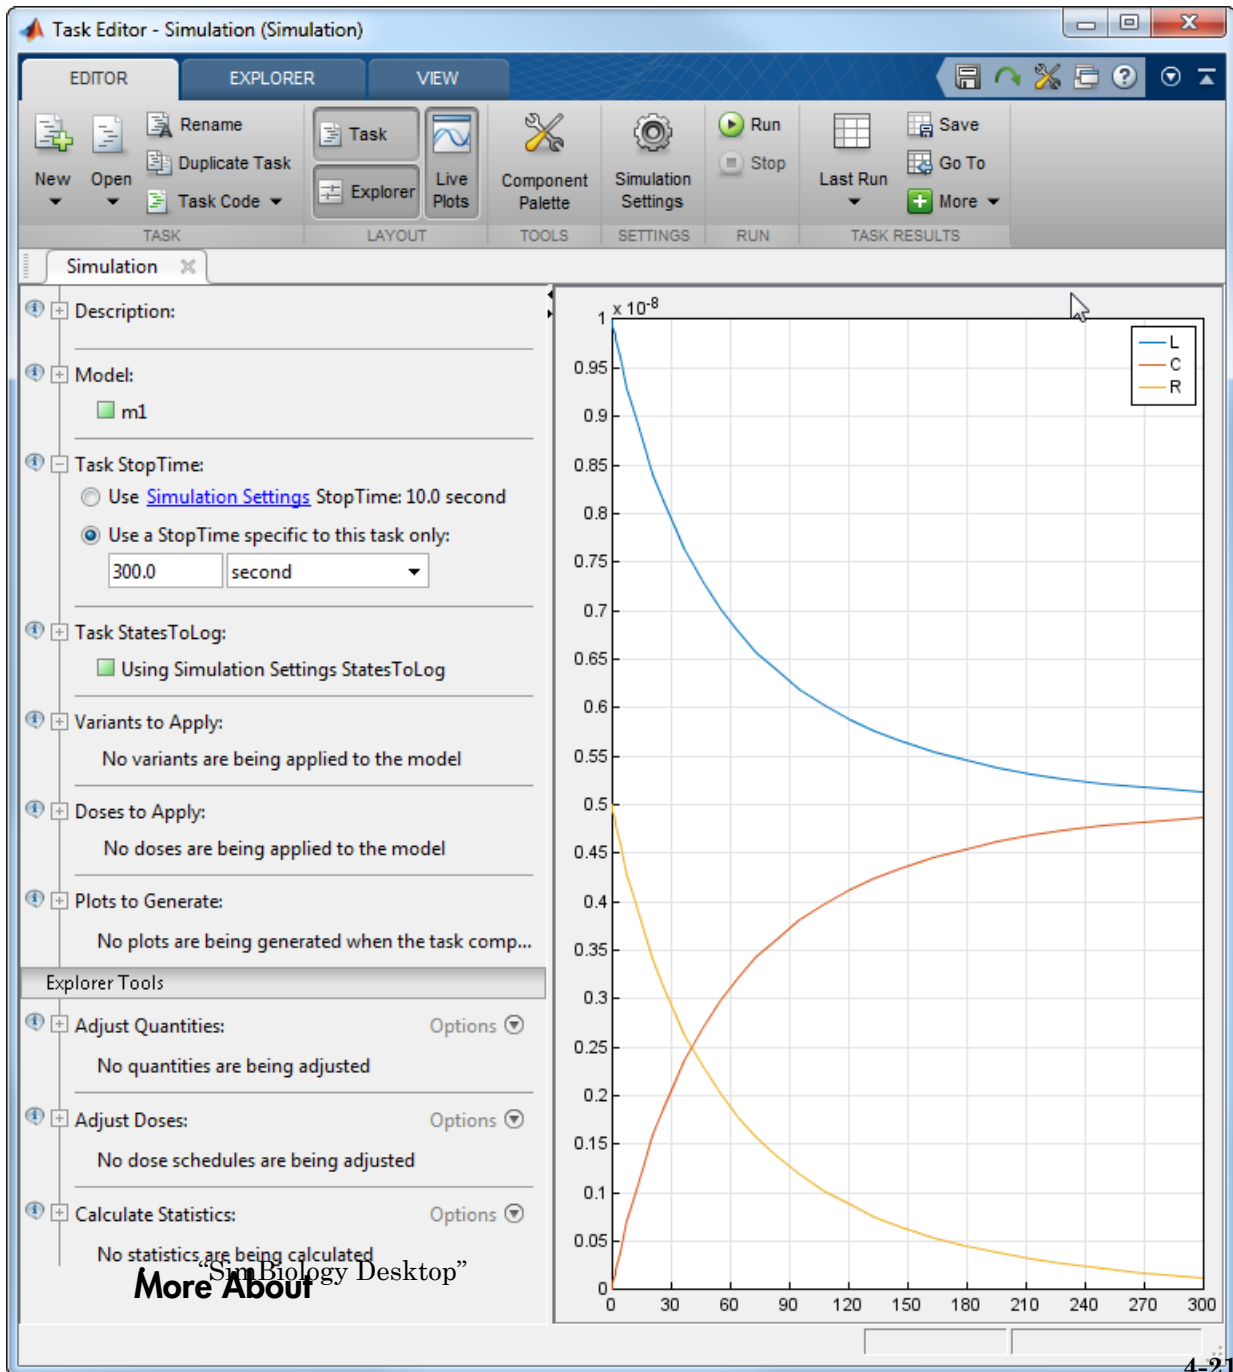 Task Editor - Simulation (Simulation)
EDITOR EXPLORER VIEW
New
Open
Rename
Duplicate Task
Task Code
TASK
Task
Explorer
Live
Plots
LAYOUT
Component
Palette
TOOLS
Simulation
Settings
SETTINGS
Run
Stop
RUN
Last Run
Save
Go To
More
TASK RESULTS
Simulation
Description:
Model:
m1
Task StopTime:
Use Simulation Settings StopTime: 10.0 second
Use a StopTime specific to this task only:
300.0 second
Task StatesToLog:
Using Simulation Settings StatesToLog
Variants to Apply:
No variants are being applied to the model
Doses to Apply:
No doses are being applied to the model
Plots to Generate:
No plots are being generated when the task comp...
Explorer Tools
Adjust Quantities: Options
No quantities are being adjusted
Adjust Doses: Options
No dose schedules are being adjusted
Calculate Statistics: Options
No statistics are being calculated
"SimBiology Desktop"
More About
x 10-8
1
0.95
0.9
0.85
0.8
0.75
0.7
0.65
0.6
0.55
0.5
0.45
0.4
0.35
0.3
0.25
0.2
0.15
0.1
0.05
0
0 30 60 90 120 150 180 210 240 270 300
L
C
R
4-21